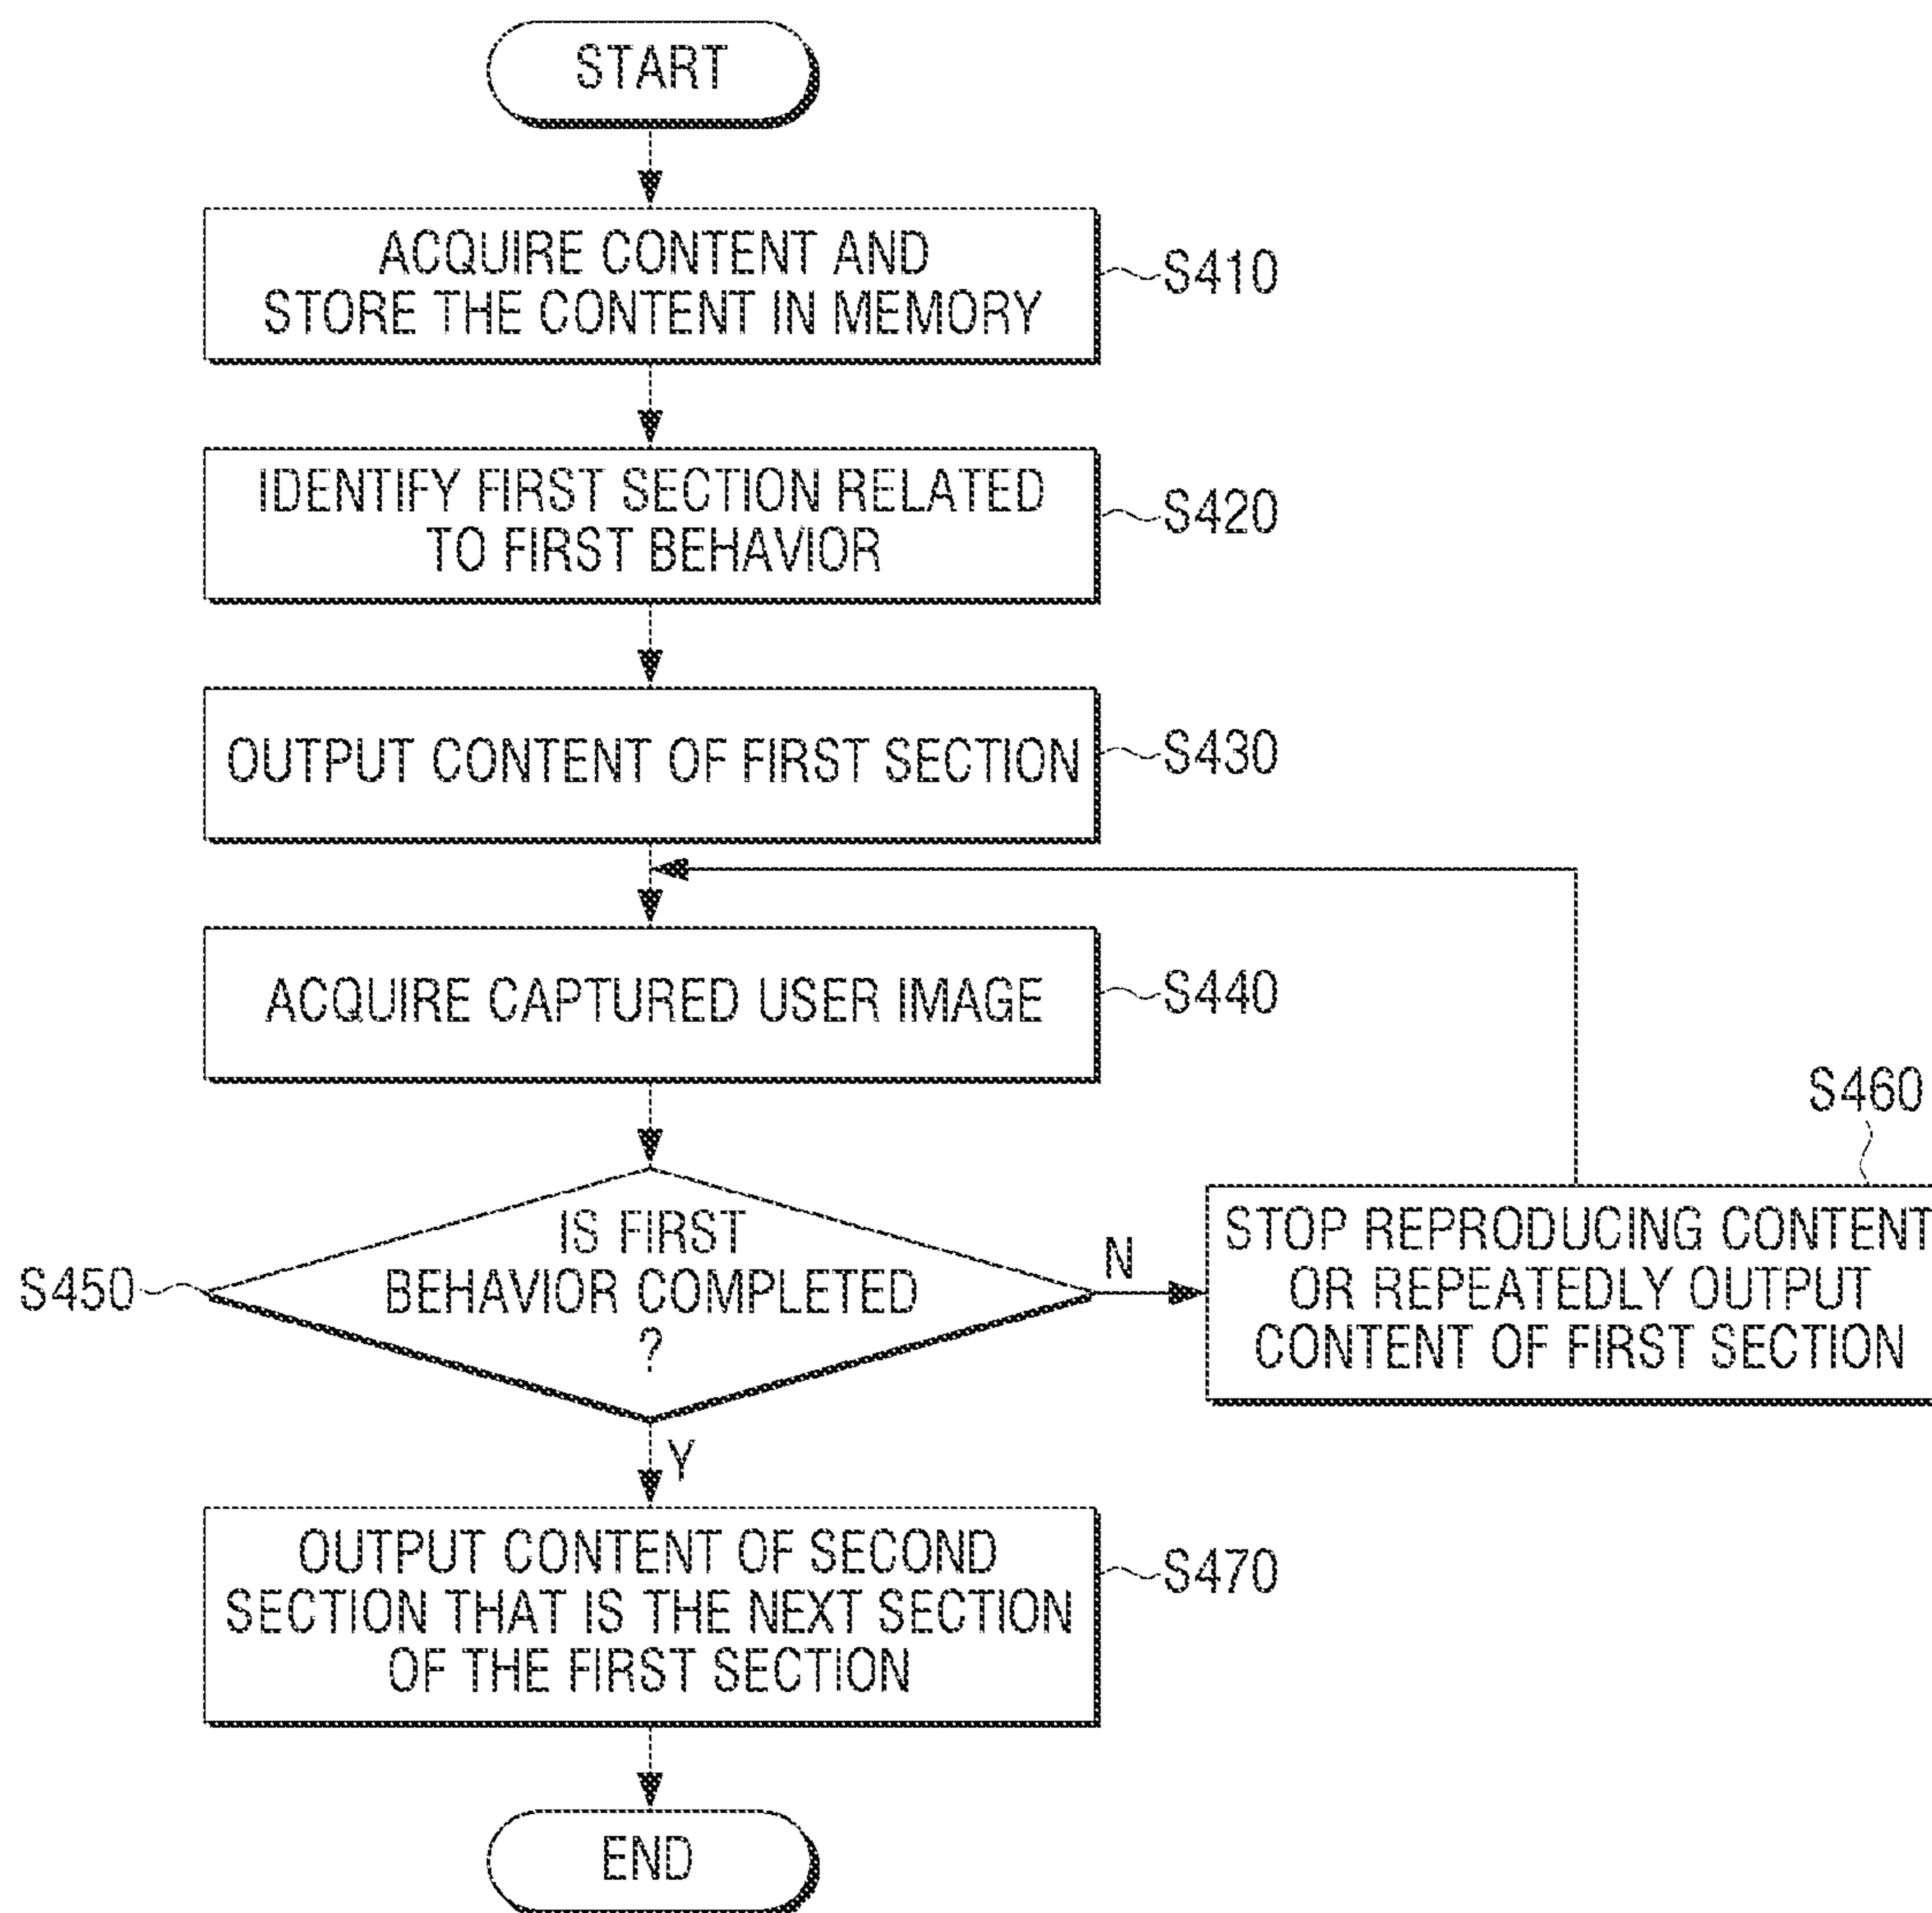 START
ACQUIRE CONTENT AND
STORE THE CONTENT IN MEMORY
S410
IDENTIFY FIRST SECTION RELATED
TO FIRST BEHAVIOR
S420
OUTPUT CONTENT OF FIRST SECTION
S430
ACQUIRE CAPTURED USER IMAGE
S440
IS FIRST
BEHAVIOR COMPLETED
?
S450
N
S460
STOP REPRODUCING CONTENT
OR REPEATEDLY OUTPUT
CONTENT OF FIRST SECTION
Y
OUTPUT CONTENT OF SECOND
SECTION THAT IS THE NEXT SECTION
OF THE FIRST SECTION
S470
END